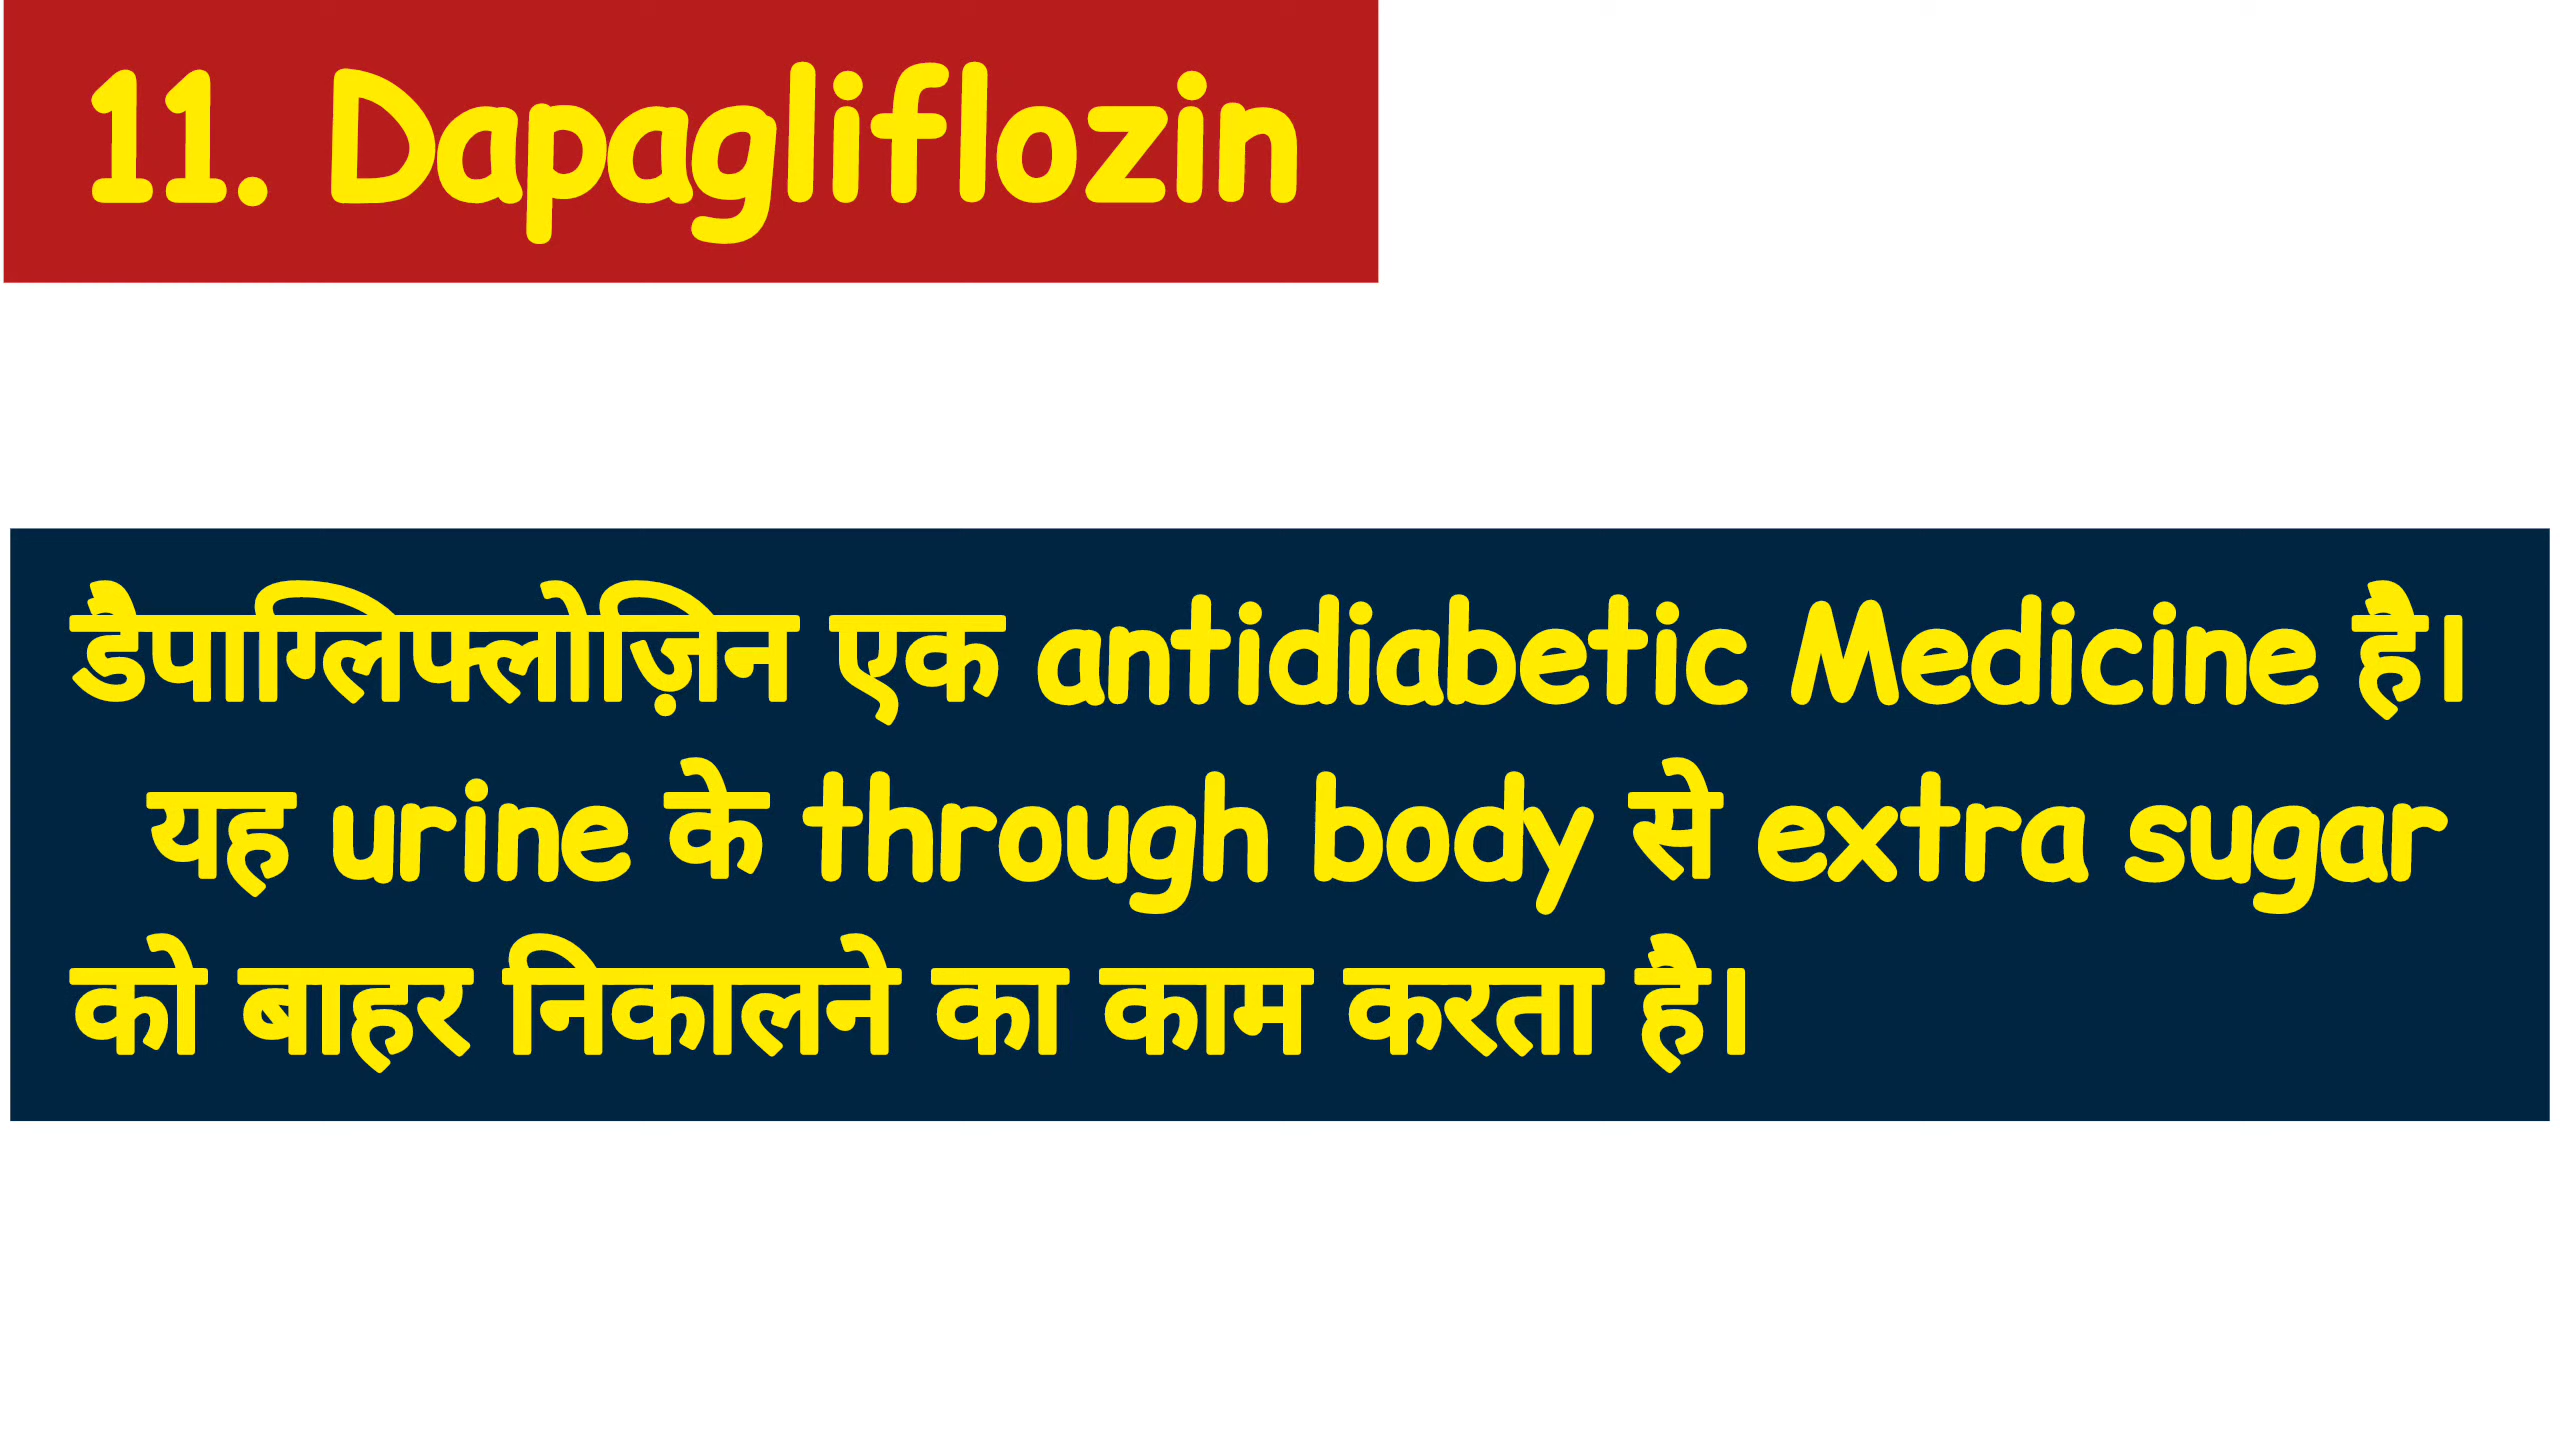 11. Dapagliflozin
डैपाग्लिफ्लोज़िन एक antidiabetic Medicine है।
यह urine के through body से extra sugar
को बाहर निकालने का काम करता है।